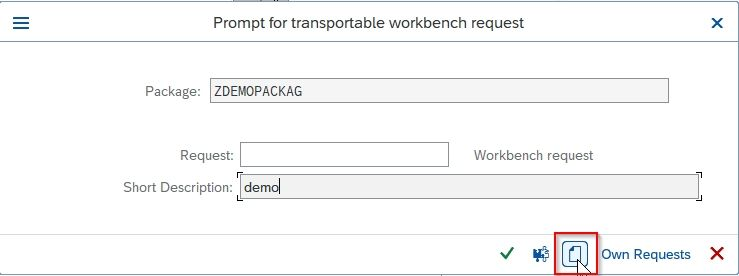 Prompt for transportable workbench request
Package: ZDEMOPACKAG
Request: Workbench request
Short Description: demo
Own Requests